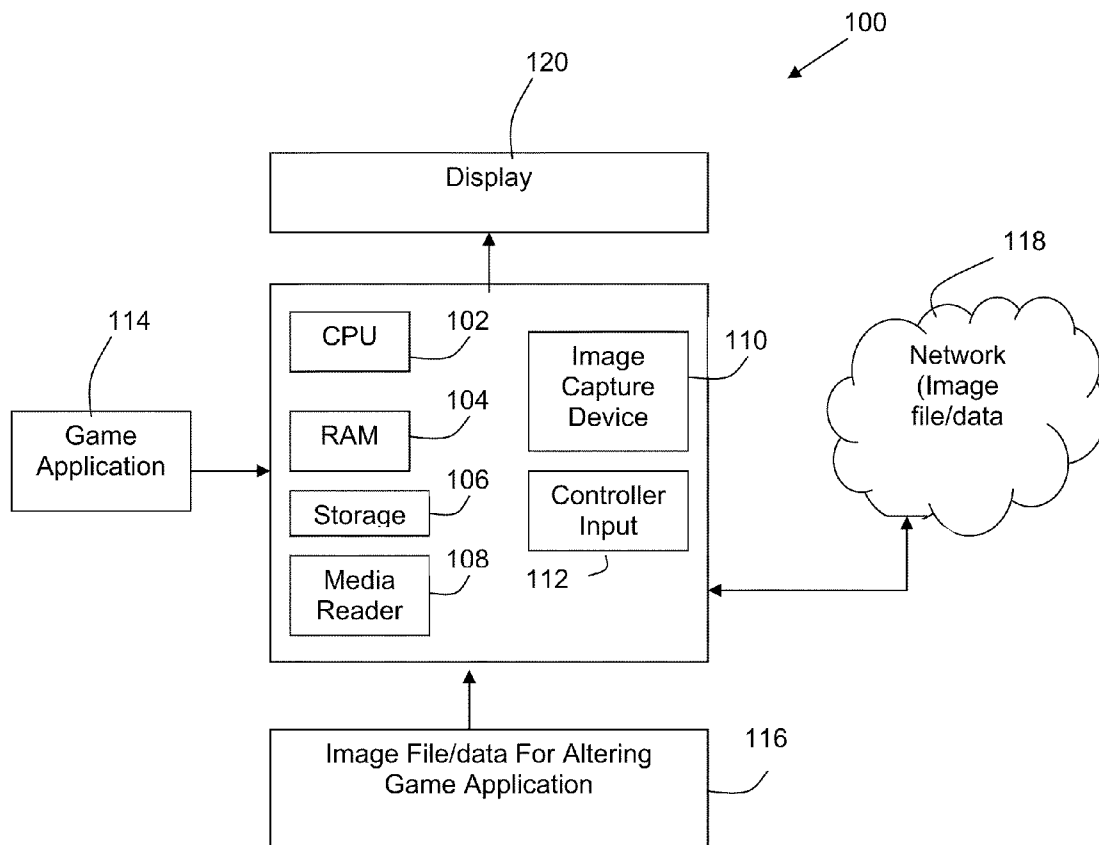 100
120
Display
118
114
CPU
102
110
Image
Capture
Device
Network
(Image
file/data
Game
Application
RAM
104
Storage
106
Controller
Input
Media
Reader
108
112
Image File/data For Altering
Game Application
116